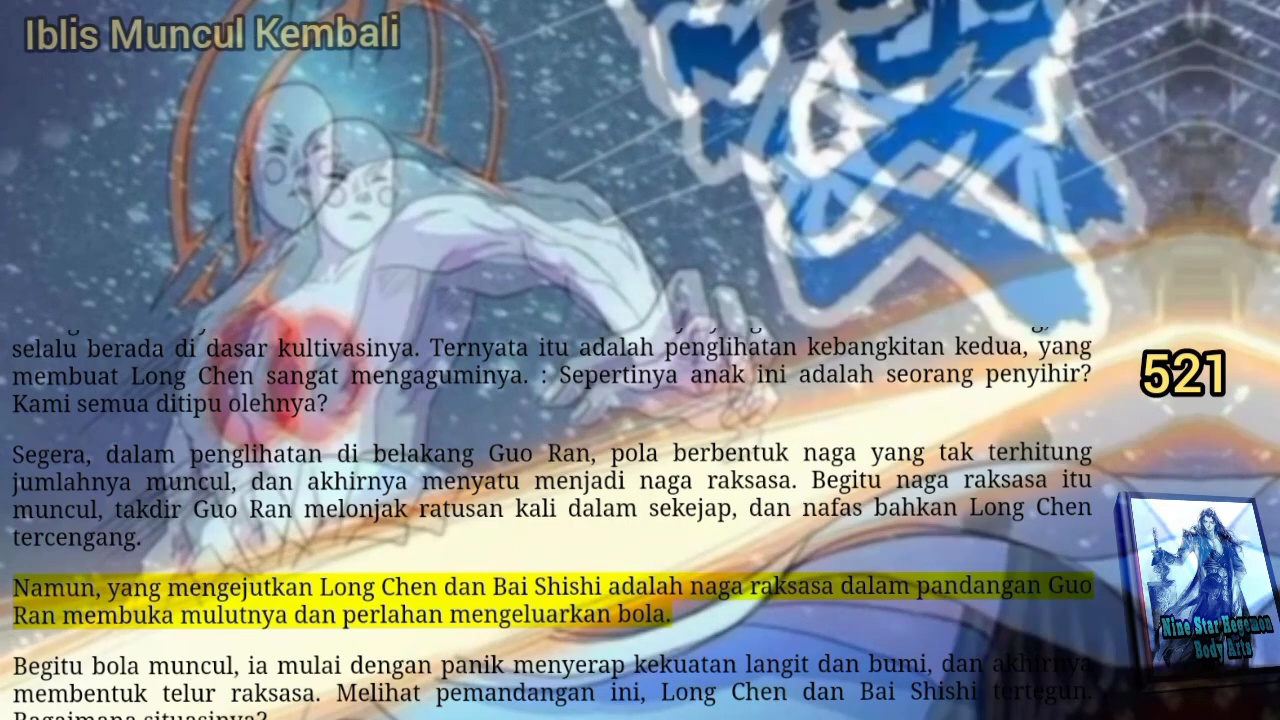 Iblis Muncul Kembali
selalu berada di dasar kultivasinya. Ternyata itu adalah penglihatan kebangkitan kedua, yang
membuat Long Chen sangat mengaguminya. : Sepertinya anak ini adalah seorang penyihir?
Kami semua ditipu olehnya?
Segera, dalam penglihatan di belakang Guo Ran, pola berbentuk naga yang tak terhitung
jumlahnya muncul, dan akhirnya menyatu menjadi naga raksasa. Begitu naga raksasa itu
muncul, takdir Guo Ran melonjak ratusan kali dalam sekejap, dan nafas bahkan Long Chen
tercengang.
Namun, yang mengejutkan Long Chen dan Bai Shishi adalah naga raksasa dalam pandangan Guo
Ran membuka mulutnya dan perlahan mengeluarkan bola.
Begitu bola muncul, ia mulai dengan panik menyerap kekuatan langit dan bumi, dan akhirnya
membentuk telur raksasa. Melihat pemandangan ini, Long Chen dan Bai Shishi tertegun.
Bagaimana situasinya?
521
Nine Star Hegemon
Body Arts